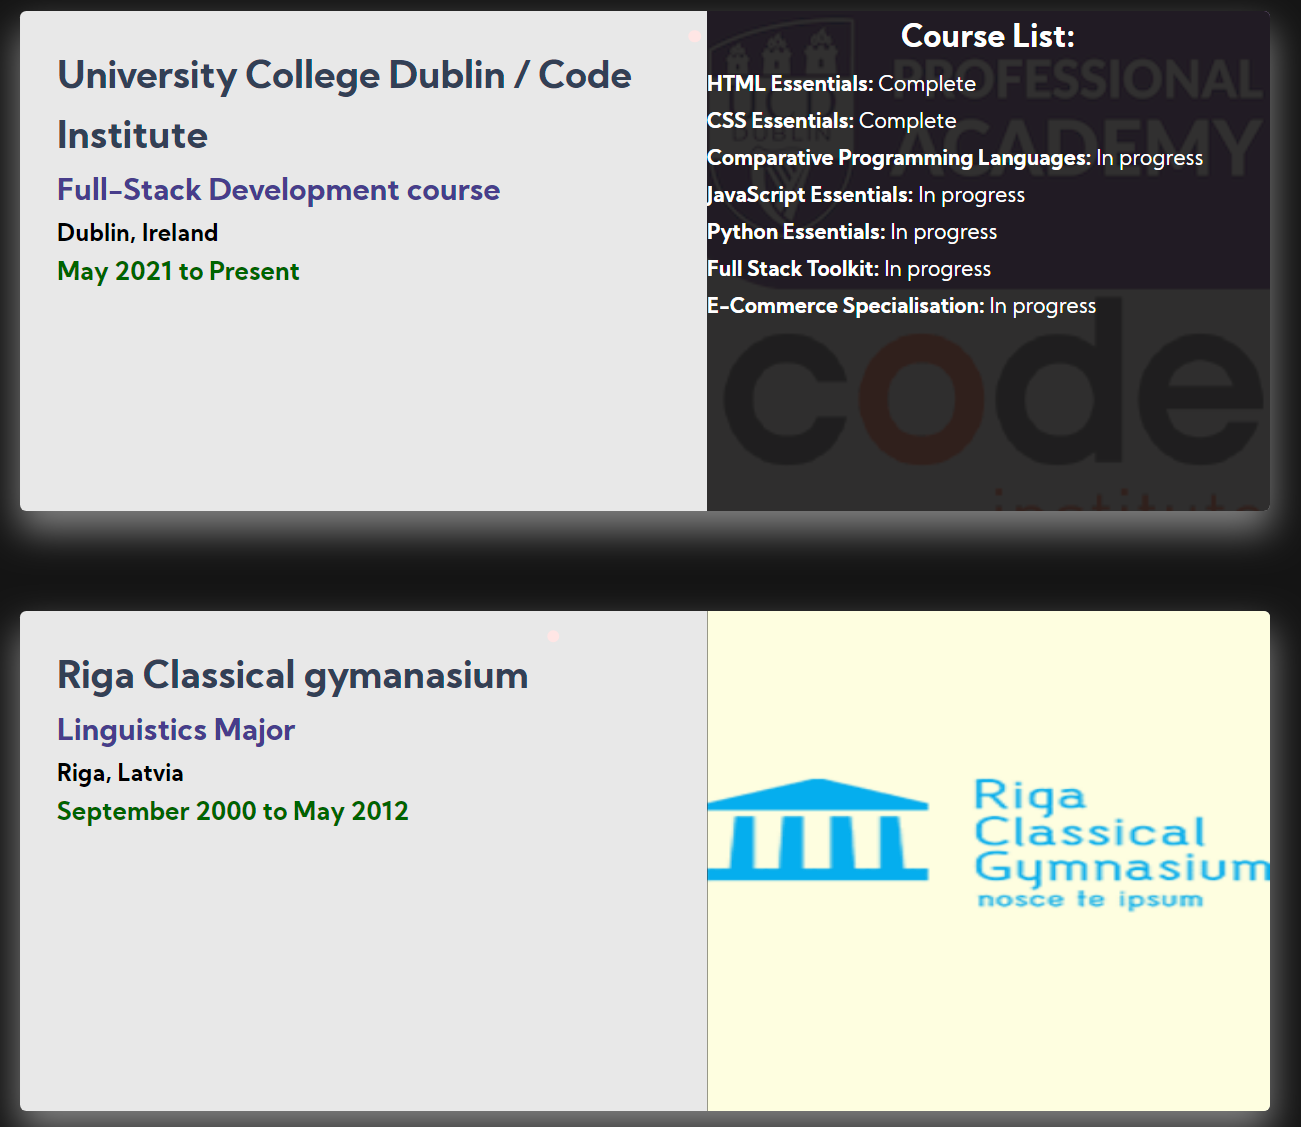 University College Dublin / Code
Institute
Full-Stack Development course
Dublin, Ireland
May 2021 to Present
Course List:
HTML Essentials: Complete
CSS Essentials: Complete
Comparative Programming Languages: In progress
JavaScript Essentials: In progress
Python Essentials: In progress
Full Stack Toolkit: In progress
E-Commerce Specialisation: In progress
PROFESSIONAL
ACADEMY
DUBLIN
code
institute
Riga Classical gymanasium
Linguistics Major
Riga, Latvia
September 2000 to May 2012
Riga
Classical
Gymnasium
nosce te ipsum